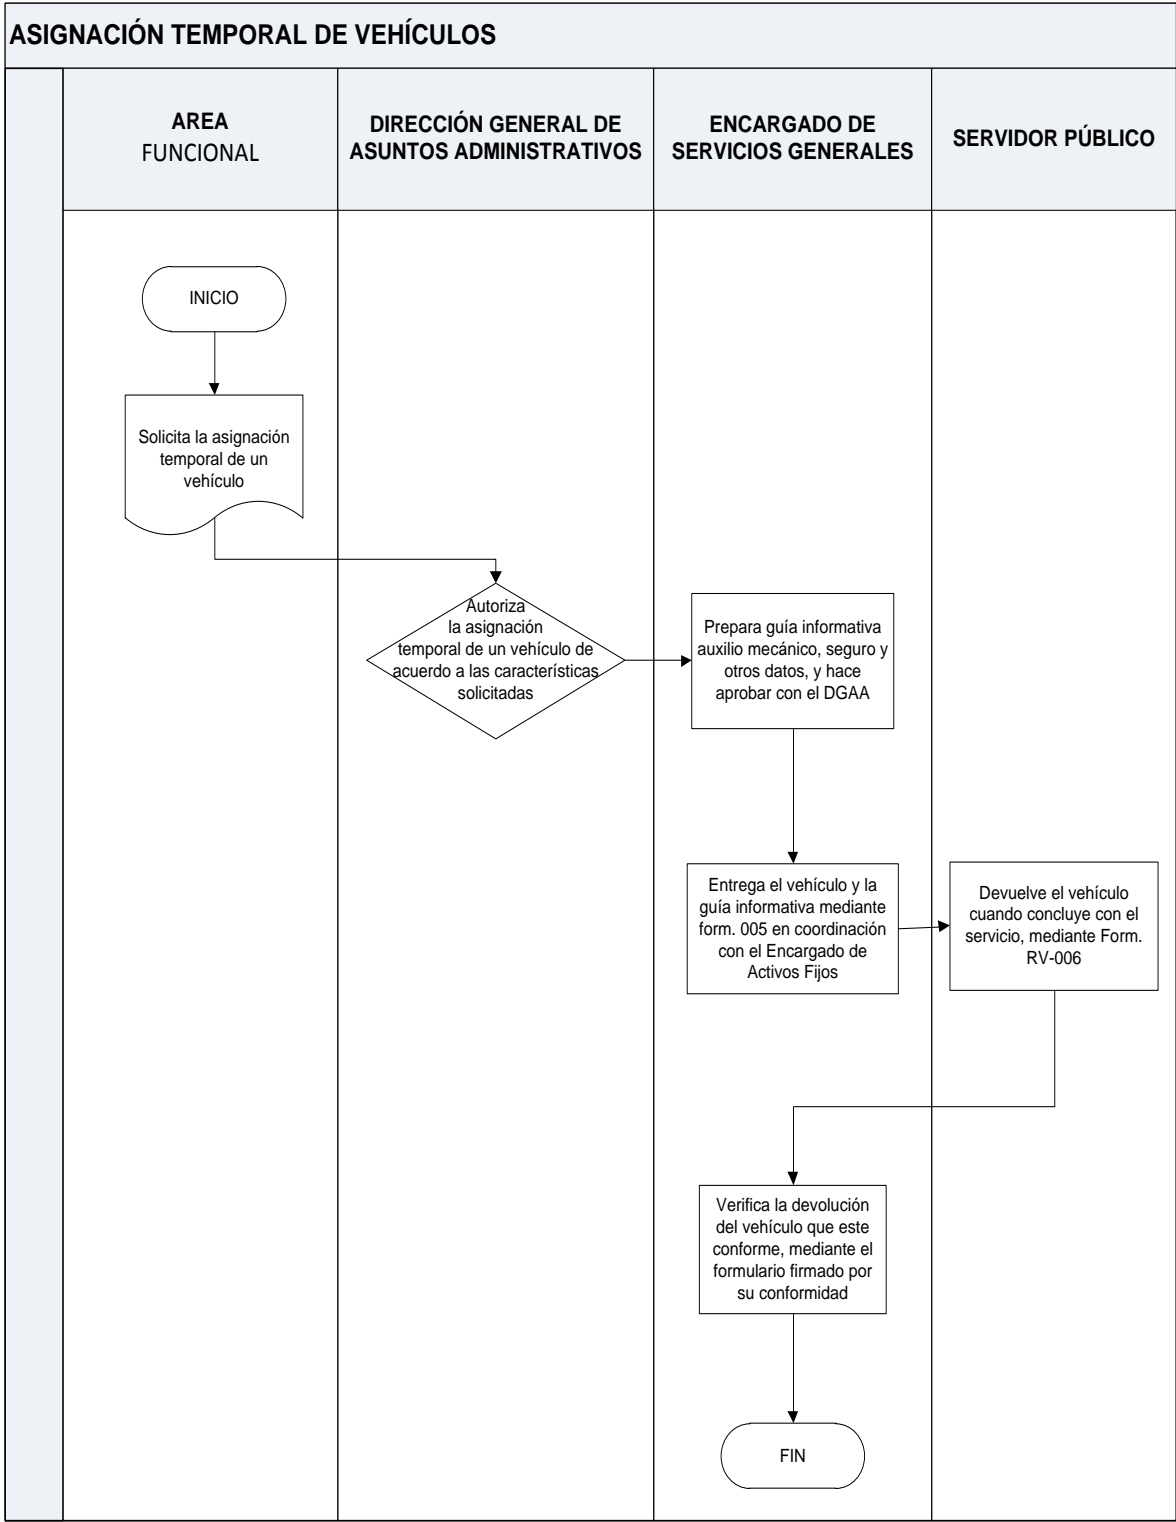 ASIGNACIÓN TEMPORAL DE VEHÍCULOS
AREA
FUNCIONAL
DIRECCIÓN GENERAL DE
ASUNTOS ADMINISTRATIVOS
ENCARGADO DE
SERVICIOS GENERALES
SERVIDOR PÚBLICO
INICIO
Solicita la asignación
temporal de un
vehículo
Autoriza
la asignación
temporal de un vehículo de
acuerdo a las características
solicitadas
Prepara guía informativa
auxilio mecánico, seguro y
otros datos, y hace
aprobar con el DGAA
Entrega el vehículo y la
guía informativa mediante
form. 005 en coordinación
con el Encargado de
Activos Fijos
Devuelve el vehículo
cuando concluye con el
servicio, mediante Form.
RV-006
Verifica la devolución
del vehículo que este
conforme, mediante el
formulario firmado por
su conformidad
FIN